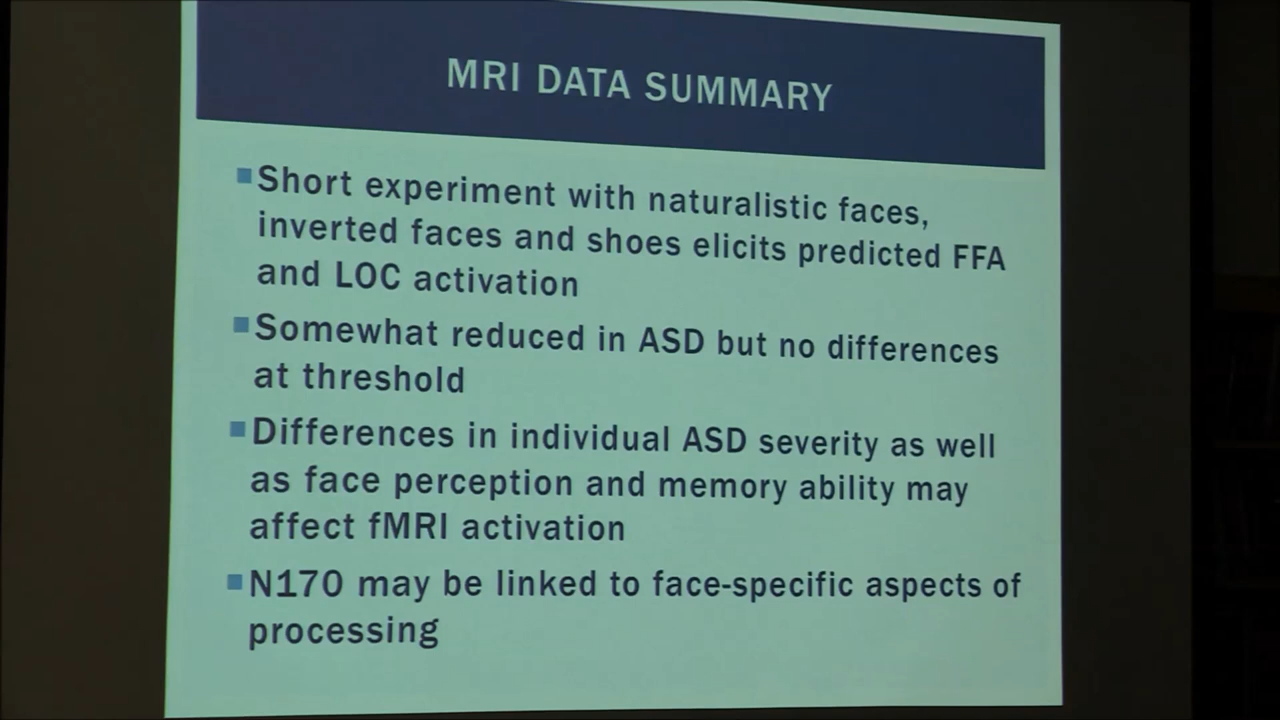 MRI DATA SUMMARY
Short experiment with naturalistic faces,
inverted faces and shoes elicits predicted FFA
and LOC activation
Somewhat reduced in ASD but no differences
at threshold
Differences in individual ASD severity as well
as face perception and memory ability may
affect fMRI activation
N170 may be linked to face-specific aspects of
processing